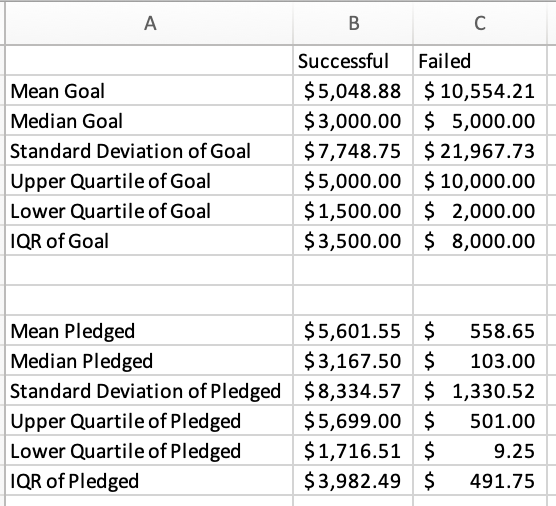 A B C
Successful Failed
Mean Goal $5,048.88 $ 10,554.21
Median Goal $3,000.00 $ 5,000.00
Standard Deviation of Goal $7,748.75 $ 21,967.73
Upper Quartile of Goal $5,000.00 $ 10,000.00
Lower Quartile of Goal $1,500.00 $ 2,000.00
IQR of Goal $3,500.00 $ 8,000.00
Mean Pledged $5,601.55 $ 558.65
Median Pledged $3,167.50 $ 103.00
Standard Deviation of Pledged $8,334.57 $ 1,330.52
Upper Quartile of Pledged $5,699.00 $ 501.00
Lower Quartile of Pledged $1,716.51 $ 9.25
IQR of Pledged $3,982.49 $ 491.75